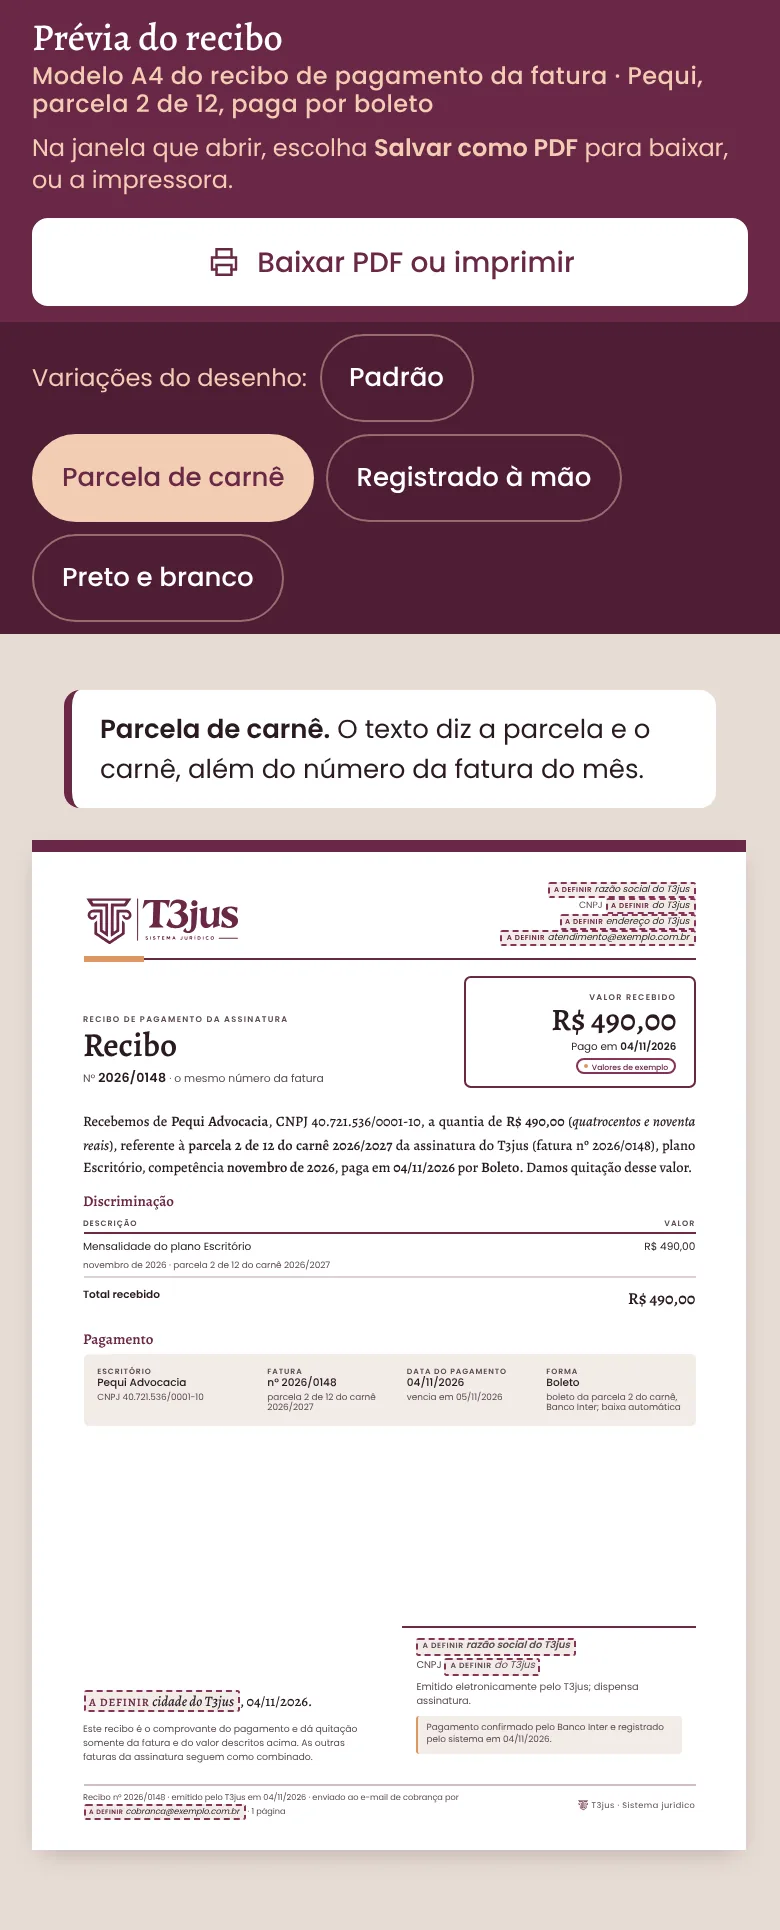 Prévia do recibo
Modelo A4 do recibo de pagamento da fatura · Pequi,
parcela 2 de 12, paga por boleto
Na janela que abrir, escolha Salvar como PDF para baixar,
ou a impressora.
Baixar PDF ou imprimir
Variações do desenho:
Padrão
Parcela de carnê
Registrado à mão
Preto e branco
Parcela de carnê. O texto diz a parcela e o
carnê, além do número da fatura do mês.
T3jus
SISTEMA JURÍDICO
A DEFINIR razão social do T3jus
CNPJ A DEFINIR do T3jus
A DEFINIR endereço do T3jus
A DEFINIR atendimento@exemplo.com.br
RECIBO DE PAGAMENTO DA ASSINATURA
Recibo
Nº 2026/0148 · o mesmo número da fatura
VALOR RECEBIDO
R$ 490,00
Pago em 04/11/2026
Valores de exemplo
Recebemos de Pequi Advocacia, CNPJ 40.721.536/0001-10, a quantia de R$ 490,00 (quatrocentos e noventa
reais), referente à parcela 2 de 12 do carnê 2026/2027 da assinatura do T3jus (fatura nº 2026/0148), plano
Escritório, competência novembro de 2026, paga em 04/11/2026 por Boleto. Damos quitação desse valor.
Discriminação
DESCRIÇÃO VALOR
Mensalidade do plano Escritório R$ 490,00
novembro de 2026 · parcela 2 de 12 do carnê 2026/2027
Total recebido R$ 490,00
Pagamento
ESCRITÓRIO
Pequi Advocacia
CNPJ 40.721.536/0001-10
FATURA
nº 2026/0148
parcela 2 de 12 do carnê
2026/2027
DATA DO PAGAMENTO
04/11/2026
vencia em 05/11/2026
FORMA
Boleto
boleto da parcela 2 do carnê,
Banco Inter; baixa automática
A DEFINIR cidade do T3jus, 04/11/2026.
Este recibo é o comprovante do pagamento e dá quitação
somente da fatura e do valor descritos acima. As outras
faturas da assinatura seguem como combinado.
A DEFINIR razão social do T3jus
CNPJ A DEFINIR do T3jus
Emitido eletronicamente pelo T3jus; dispensa
assinatura.
Pagamento confirmado pelo Banco Inter e registrado
pelo sistema em 04/11/2026.
Recibo nº 2026/0148 · emitido pelo T3jus em 04/11/2026 · enviado ao e-mail de cobrança por
A DEFINIR cobranca@exemplo.com.br · 1 página
T3jus · Sistema jurídico